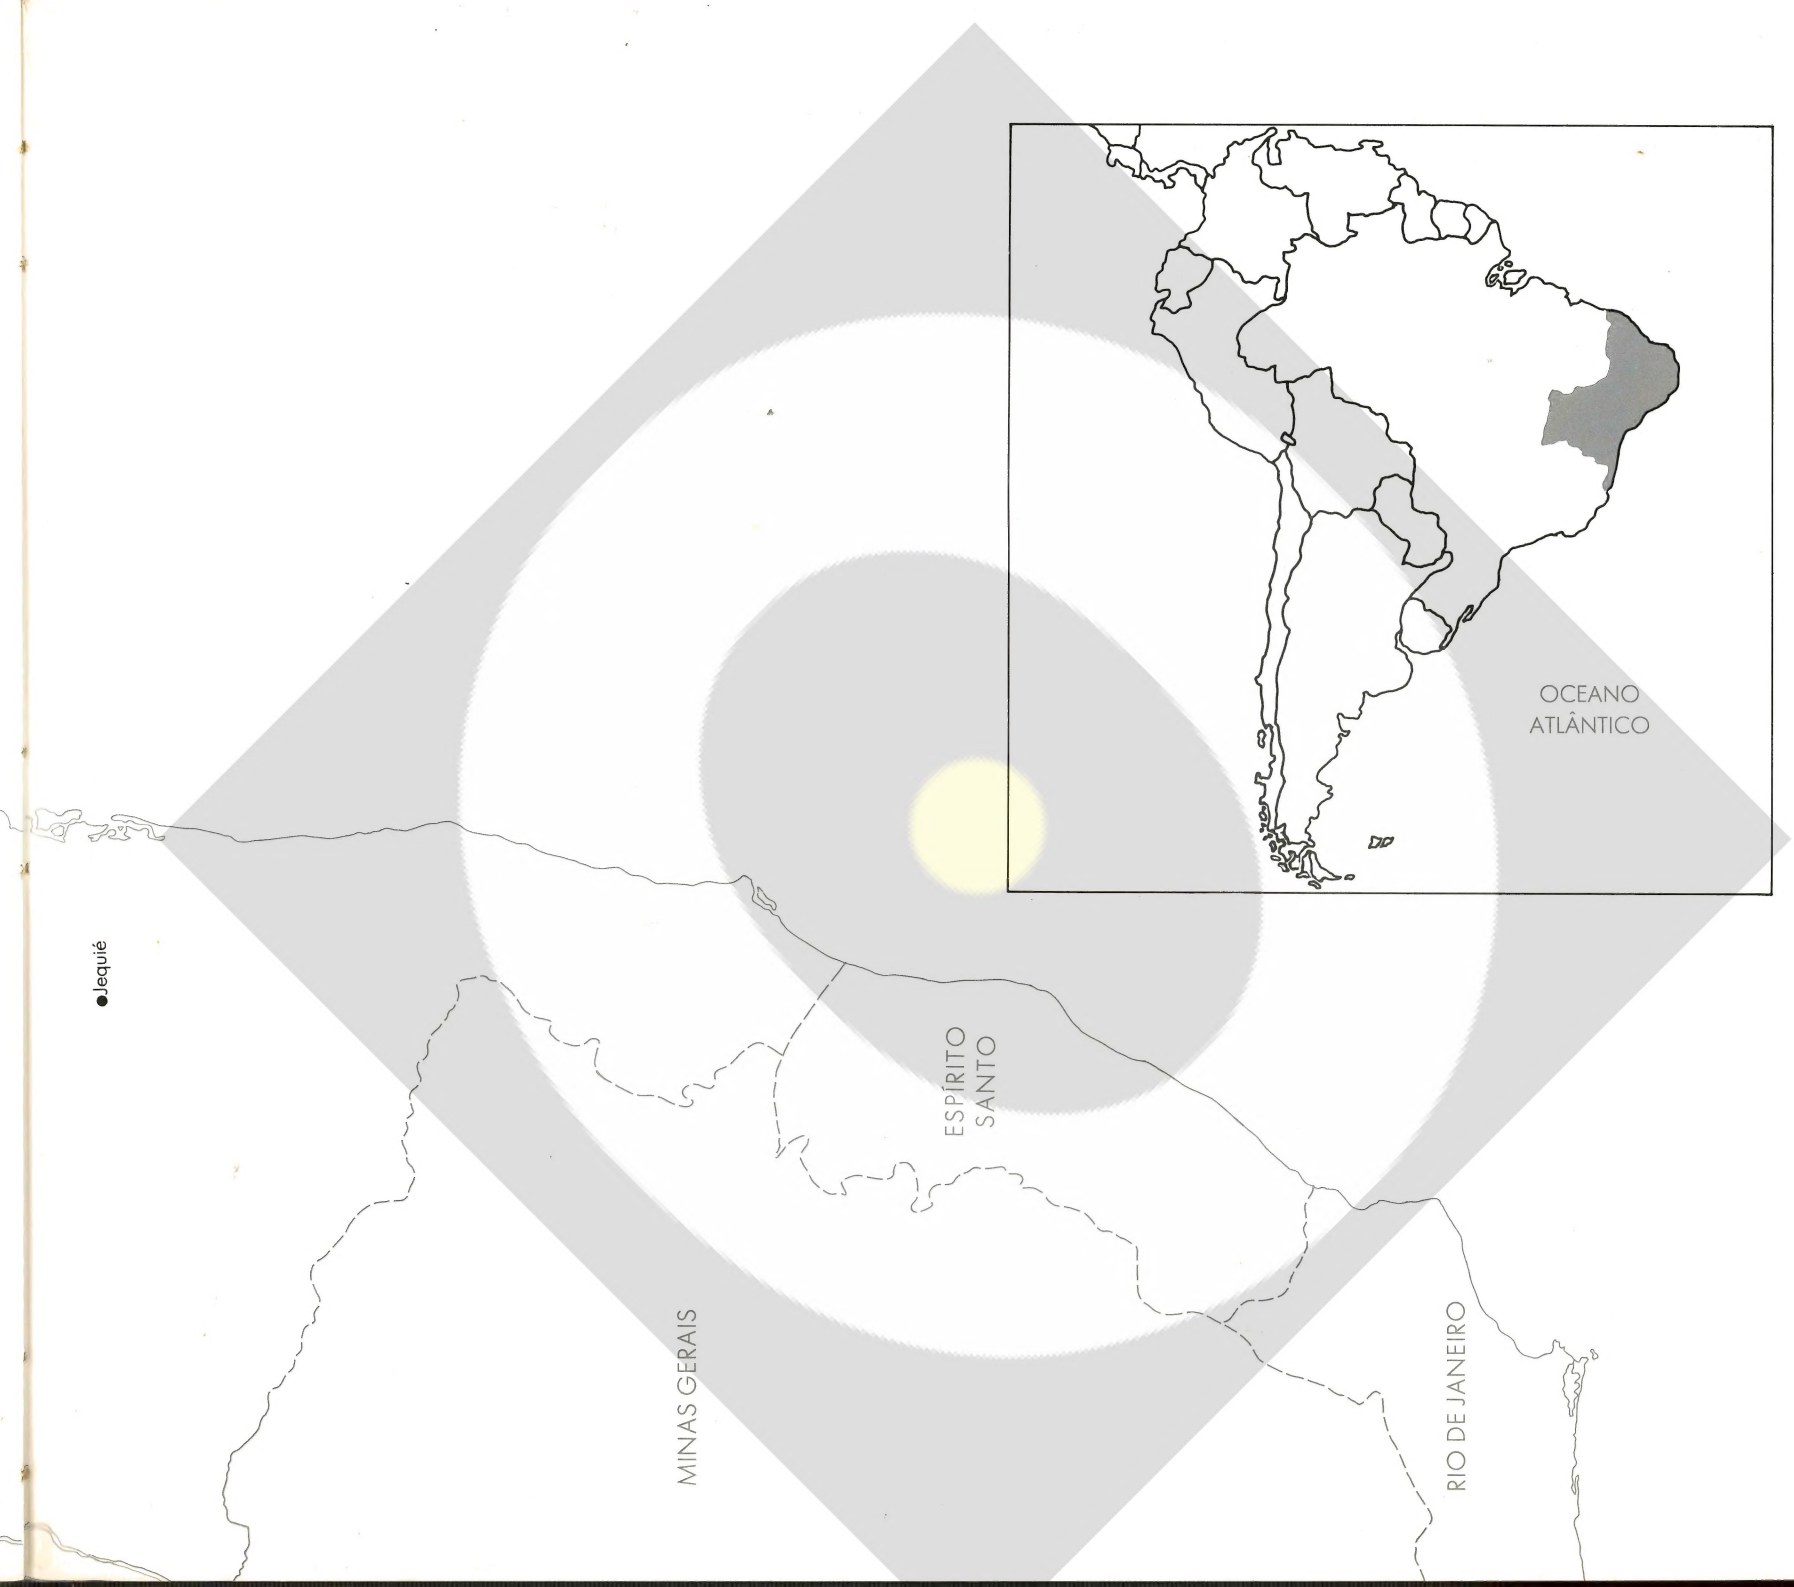 OCEANO
ATLÂNTICO
Jequié
ESPÍRITO
SANTO
MINAS GERAIS
RIO DE JANEIRO